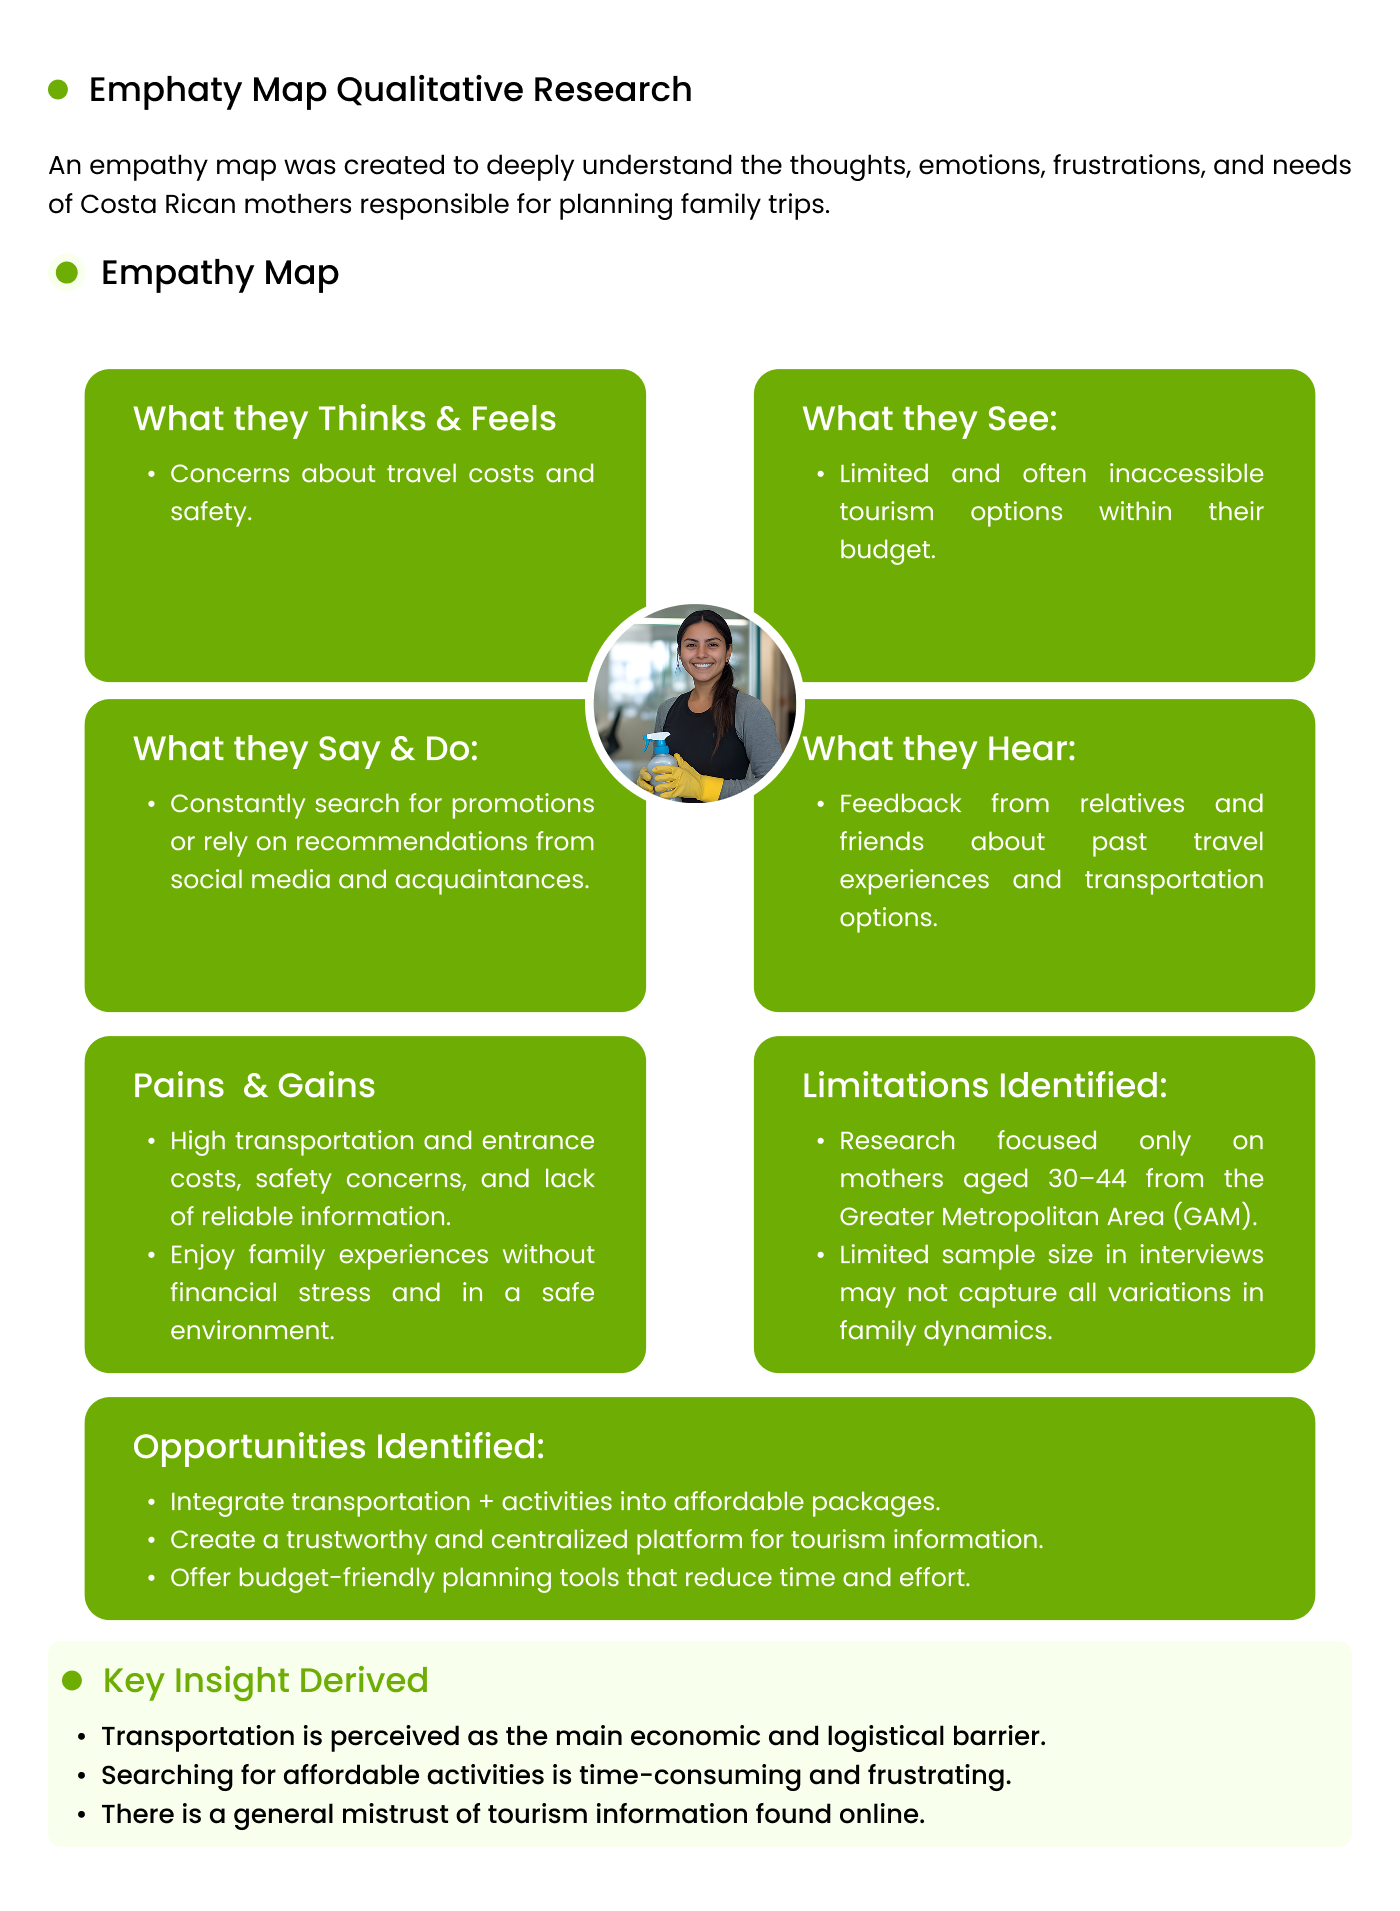 Emphaty Map Qualitative Research
An empathy map was created to deeply understand the thoughts, emotions, frustrations, and needs
of Costa Rican mothers responsible for planning family trips.
Empathy Map
What they Thinks & Feels
• Concerns about travel costs and
safety.
What they See:
• Limited and often inaccessible
tourism options within their
budget.
What they Say & Do:
• Constantly search for promotions
or rely on recommendations from
social media and acquaintances.
What they Hear:
• Feedback from relatives and
friends about past travel
experiences and transportation
options.
Pains & Gains
• High transportation and entrance
costs, safety concerns, and lack
of reliable information.
• Enjoy family experiences without
financial stress and in a safe
environment.
Limitations Identified:
• Research focused only on
mothers aged 30–44 from the
Greater Metropolitan Area (GAM).
• Limited sample size in interviews
may not capture all variations in
family dynamics.
Opportunities Identified:
• Integrate transportation + activities into affordable packages.
• Create a trustworthy and centralized platform for tourism information.
• Offer budget-friendly planning tools that reduce time and effort.
Key Insight Derived
• Transportation is perceived as the main economic and logistical barrier.
• Searching for affordable activities is time-consuming and frustrating.
• There is a general mistrust of tourism information found online.